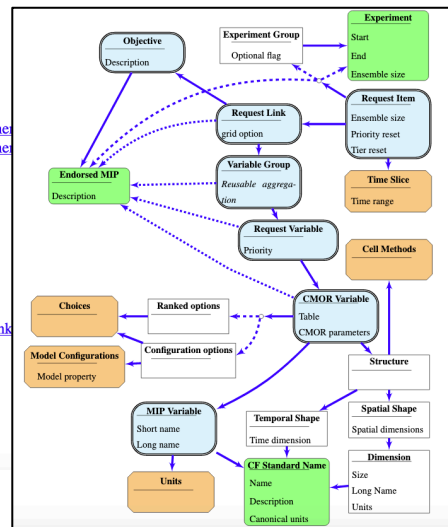 Experiment
Start
End
Ensemble size
Experiment Group
Optional flag
Objective
Description
Request Link
grid option
Request Item
Ensemble size
Priority reset
Tier reset
Variable Group
Reusable aggrega-
tion
Endorsed MIP
Description
Time Slice
Time range
Request Variable
Priority
Cell Methods
CMOR Variable
Table
CMOR parameters
Choices
Ranked options
Model Configurations
Model property
Configuration options
Structure
MIP Variable
Short name
Long name
Temporal Shape
Time dimension
Spatial Shape
Spatial dimensions
Units
CF Standard Name
Name
Description
Canonical units
Dimension
Size
Long Name
Units